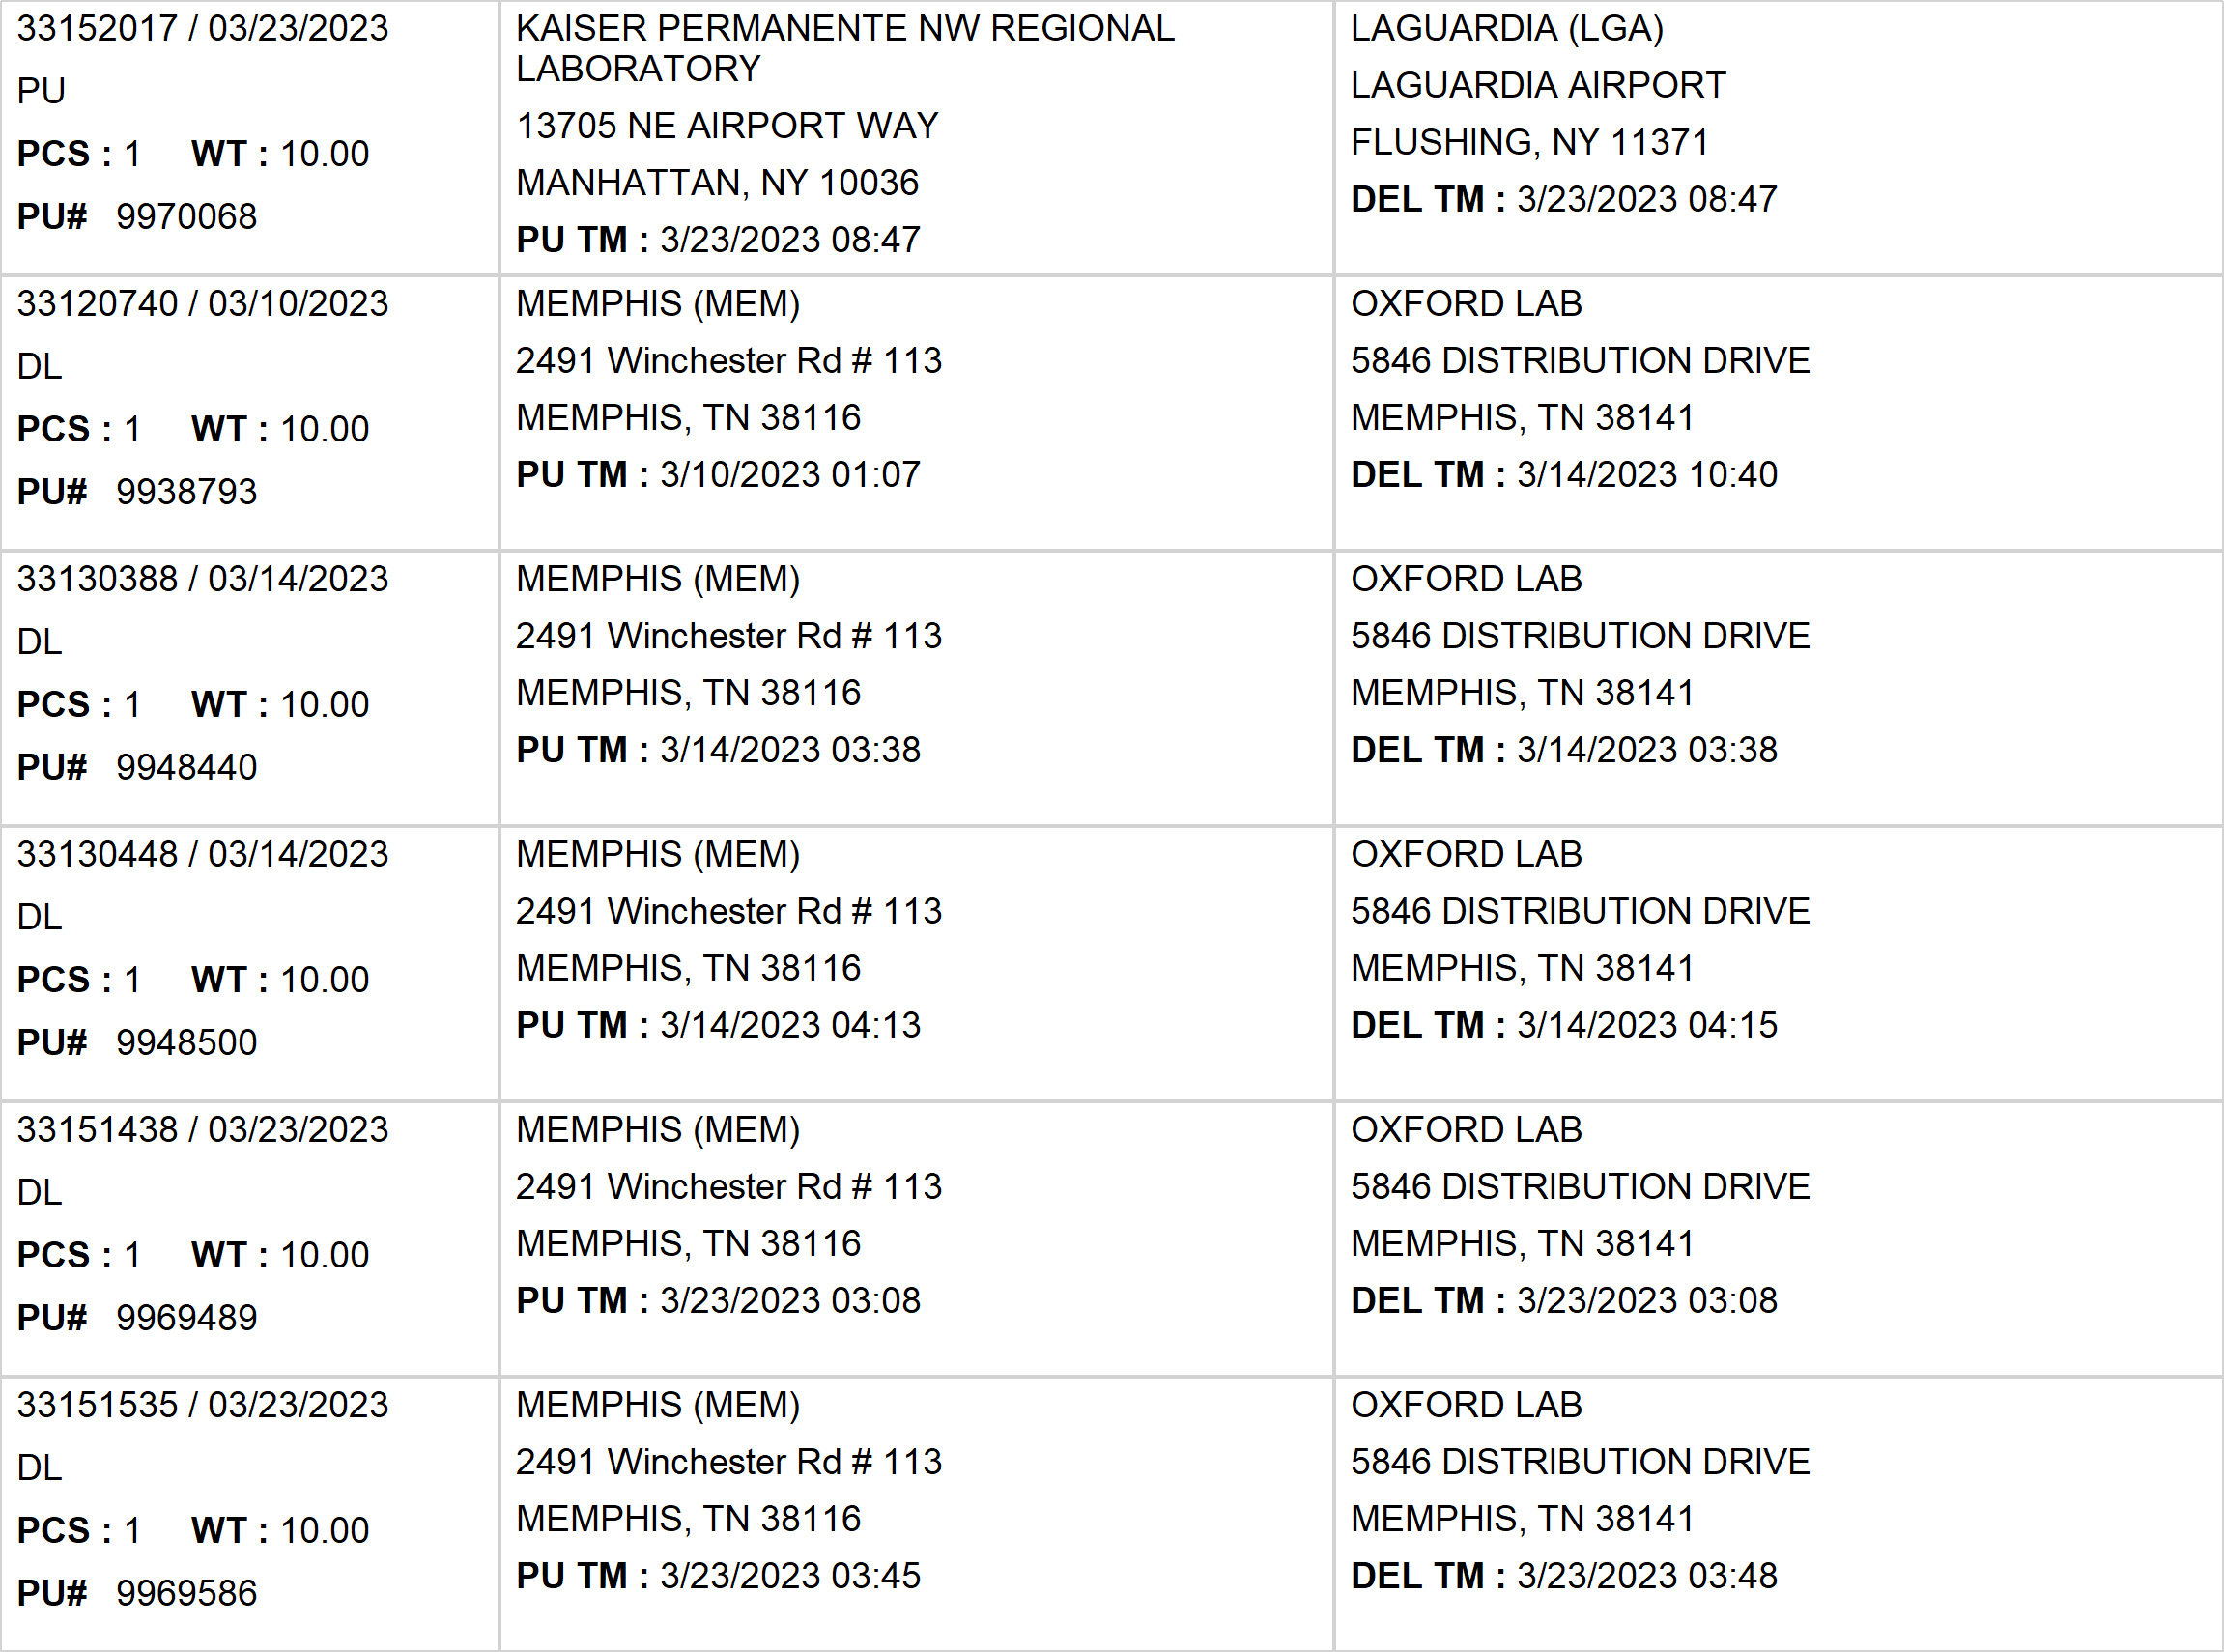 33152017 / 03/23/2023
PU
PCS : 1 WT : 10.00
PU# 9970068
KAISER PERMANENTE NW REGIONAL
LABORATORY
13705 NE AIRPORT WAY
MANHATTAN, NY 10036
PU TM : 3/23/2023 08:47
LAGUARDIA (LGA)
LAGUARDIA AIRPORT
FLUSHING, NY 11371
DEL TM : 3/23/2023 08:47
33120740 / 03/10/2023
DL
PCS : 1 WT : 10.00
PU# 9938793
MEMPHIS (MEM)
2491 Winchester Rd # 113
MEMPHIS, TN 38116
PU TM : 3/10/2023 01:07
OXFORD LAB
5846 DISTRIBUTION DRIVE
MEMPHIS, TN 38141
DEL TM : 3/14/2023 10:40
33130388 / 03/14/2023
DL
PCS : 1 WT : 10.00
PU# 9948440
MEMPHIS (MEM)
2491 Winchester Rd # 113
MEMPHIS, TN 38116
PU TM : 3/14/2023 03:38
OXFORD LAB
5846 DISTRIBUTION DRIVE
MEMPHIS, TN 38141
DEL TM : 3/14/2023 03:38
33130448 / 03/14/2023
DL
PCS : 1 WT : 10.00
PU# 9948500
MEMPHIS (MEM)
2491 Winchester Rd # 113
MEMPHIS, TN 38116
PU TM : 3/14/2023 04:13
OXFORD LAB
5846 DISTRIBUTION DRIVE
MEMPHIS, TN 38141
DEL TM : 3/14/2023 04:15
33151438 / 03/23/2023
DL
PCS : 1 WT : 10.00
PU# 9969489
MEMPHIS (MEM)
2491 Winchester Rd # 113
MEMPHIS, TN 38116
PU TM : 3/23/2023 03:08
OXFORD LAB
5846 DISTRIBUTION DRIVE
MEMPHIS, TN 38141
DEL TM : 3/23/2023 03:08
33151535 / 03/23/2023
DL
PCS : 1 WT : 10.00
PU# 9969586
MEMPHIS (MEM)
2491 Winchester Rd # 113
MEMPHIS, TN 38116
PU TM : 3/23/2023 03:45
OXFORD LAB
5846 DISTRIBUTION DRIVE
MEMPHIS, TN 38141
DEL TM : 3/23/2023 03:48